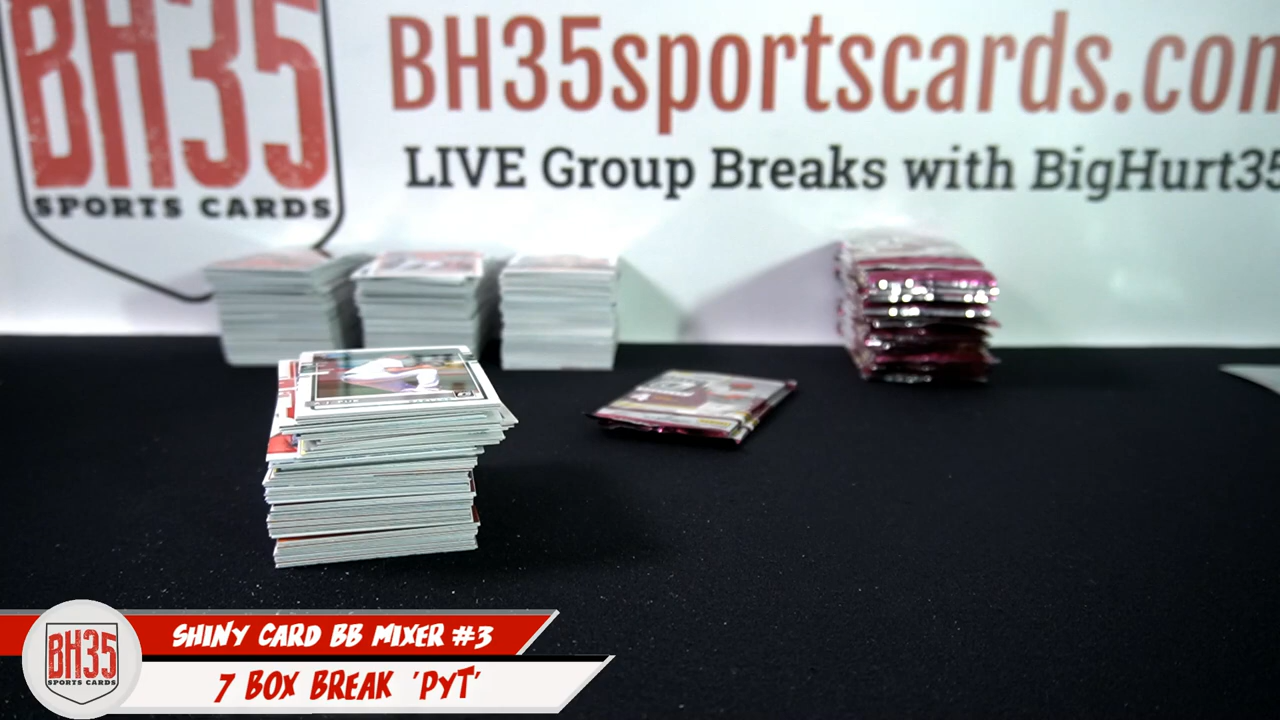 BH35
SPORTS CARDS
BH35sportscards.com
LIVE Group Breaks with BigHurt35
SHINY CARD BB MIXER #3
7 BOX BREAK 'PYT'
BH35
SPORTS CARDS